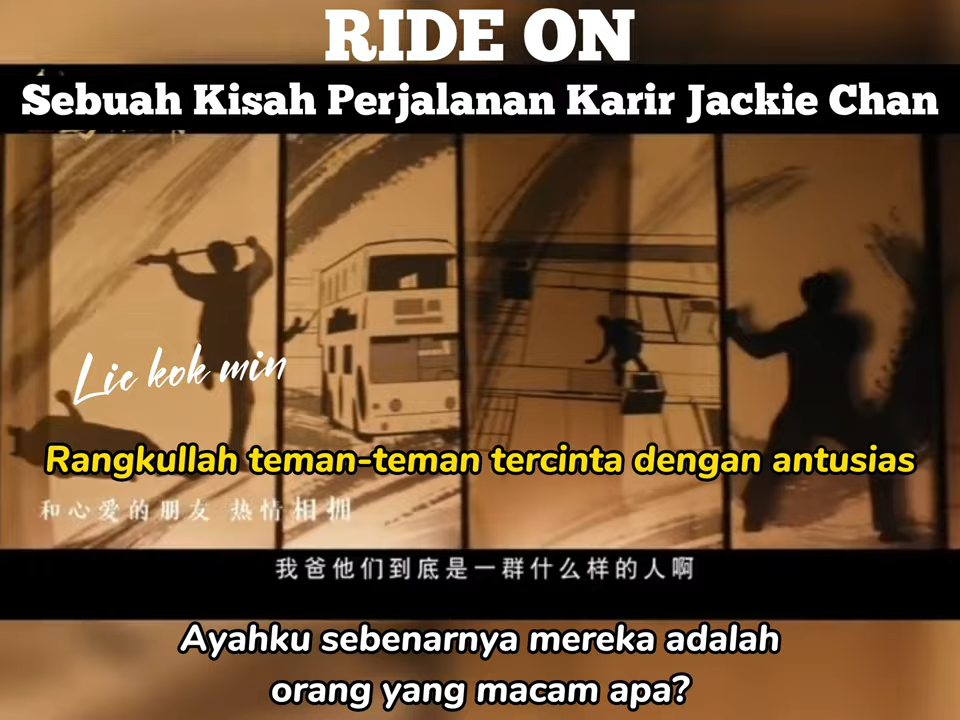 RIDE ON
Sebuah Kisah Perjalanan Karir Jackie Chan
Lie kok min
Rangkullah teman-teman tercinta dengan antusias
和心爱的朋友 热情相拥
我爸他们到底是一群什么样的人啊
Ayahku sebenarnya mereka adalah
orang yang macam apa?